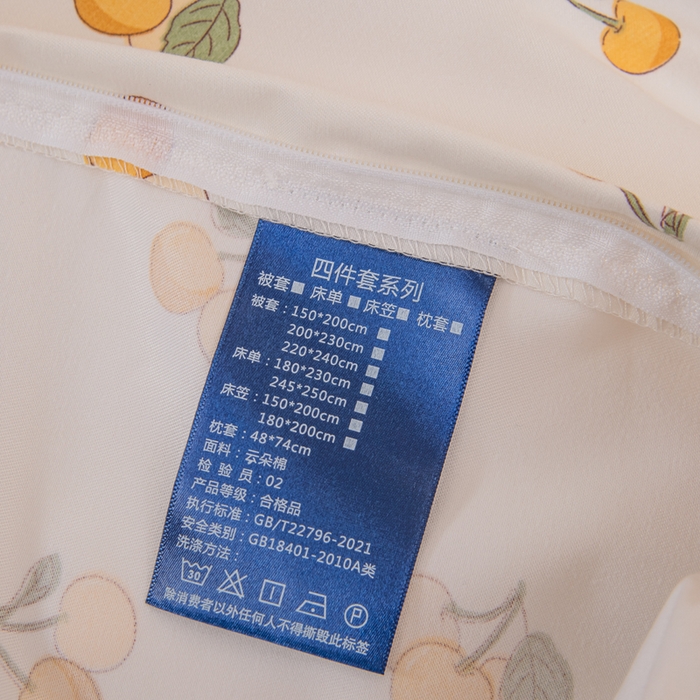 四件套系列
被套 床单 床笠 枕套
被套：150*200cm
200*230cm
220*240cm
床单：180*230cm
245*250cm
床笠：150*200cm
180*200cm
枕套：48*74cm
面料：云朵棉
检 验 员：02
产品等级：合格品
执行标准：GB/T22796-2021
安全类别：GB18401-2010A类
洗涤方法：
30 P
除消费者以外任何人不得撕毁此标签